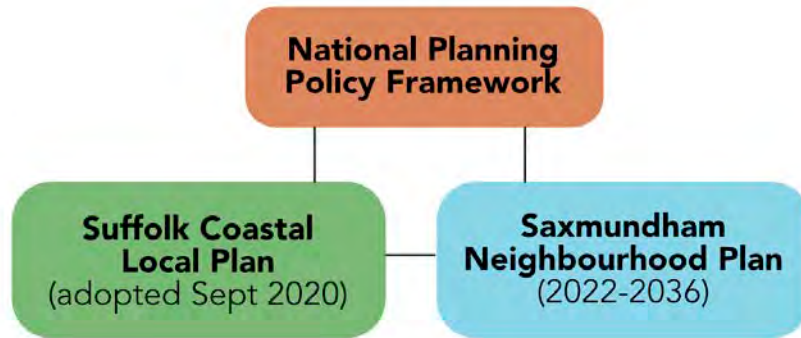 National Planning
Policy Framework
Suffolk Coastal
Local Plan
(adopted Sept 2020)
Saxmundham
Neighbourhood Plan
(2022-2036)